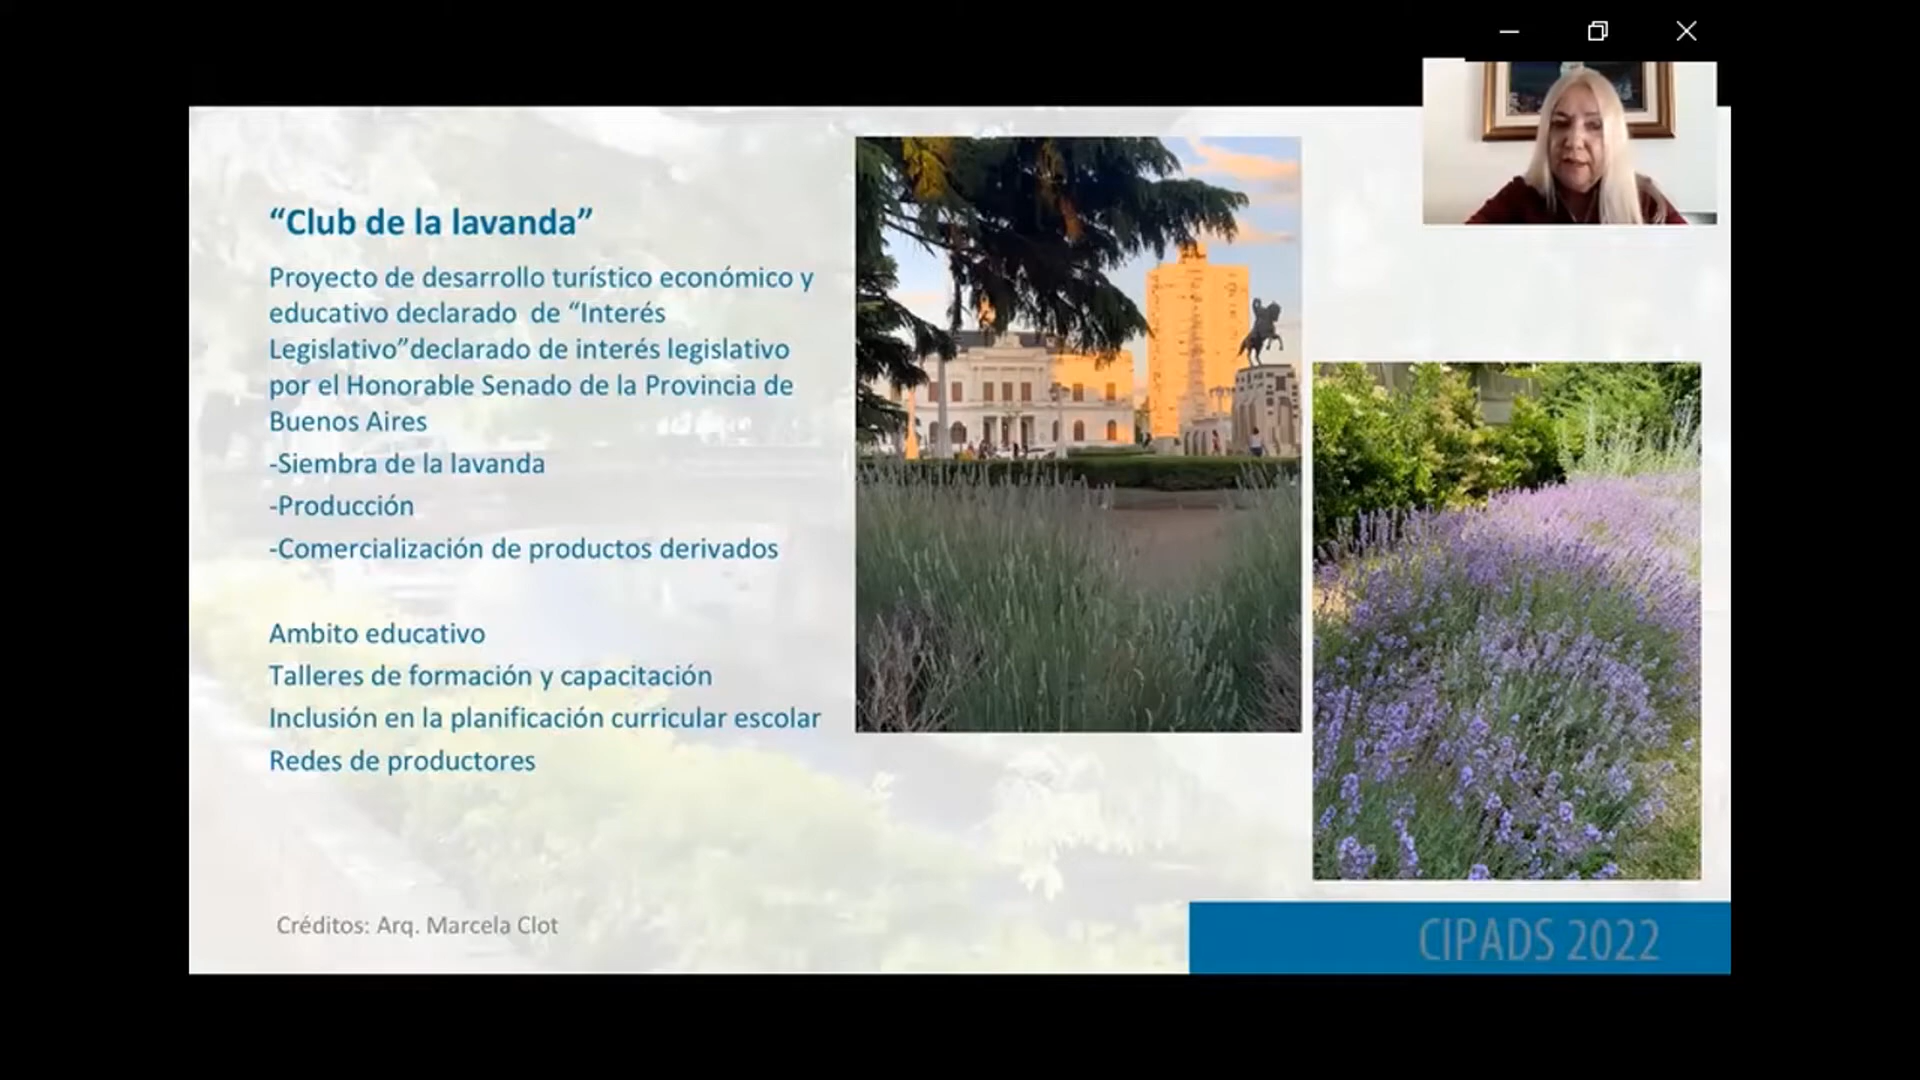 “Club de la lavanda”
Proyecto de desarrollo turístico económico y
educativo declarado  de “Interés
Legislativo”declarado de interés legislativo
por el Honorable Senado de la Provincia de
Buenos Aires
-Siembra de la lavanda
-Producción
-Comercialización de productos derivados
Ambito educativo
Talleres de formación y capacitación
Inclusión en la planificación curricular escolar
Redes de productores
Créditos: Arq. Marcela Clot
CIPADS 2022